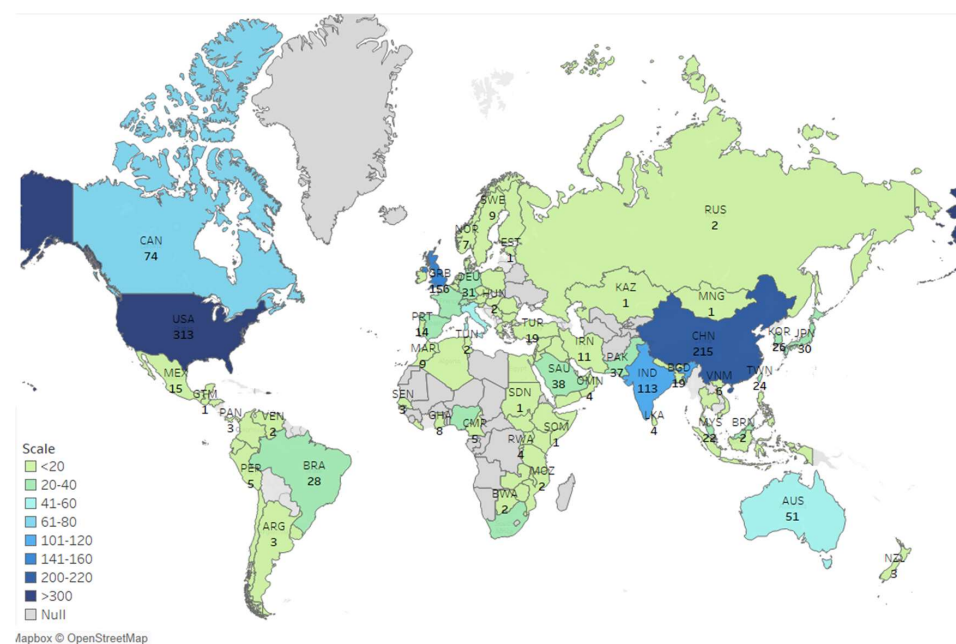 CAN
74
USA
313
MEX
15
GTM
1
PAN
3
VEN
2
PER
5
BRA
28
ARG
3
SWE
9
NOR
7
EST
1
GBR
156
DEU
31
HUN
2
PRT
14
TUN
2
TUR
19
MAR
9
SEN
3
GHA
8
CMR
5
SDN
1
SOM
1
RWA
4
MOZ
2
BWA
2
IRN
11
SAU
38
OMN
4
PAK
37
RUS
2
KAZ
1
MNG
1
CHN
215
KOR
26
JPN
30
IND
113
BGD
19
VNM
6
TWN
24
LKA
4
MYS
22
BRN
2
AUS
51
NZL
3
Scale
<20
20-40
41-60
61-80
101-120
141-160
200-220
>300
Null
Mapbox © OpenStreetMap